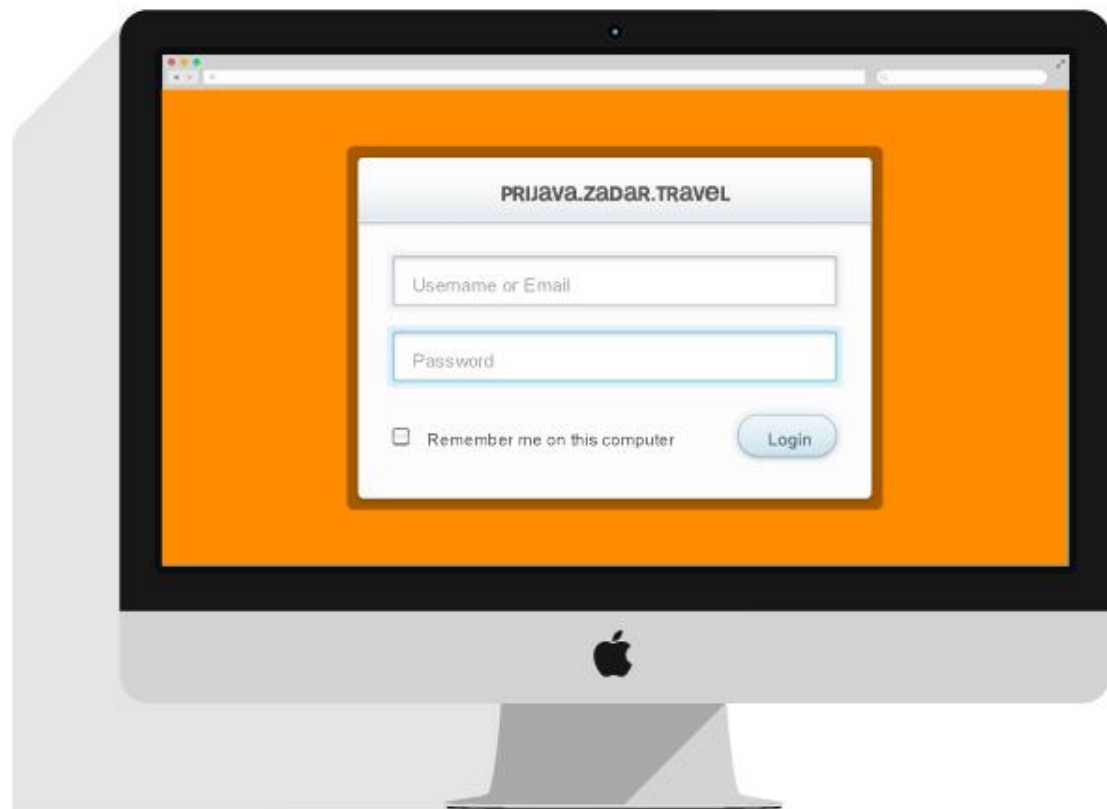 PRIJAVA.ZADAR.TRAVEL
Username or Email
Password
Remember me on this computer
Login